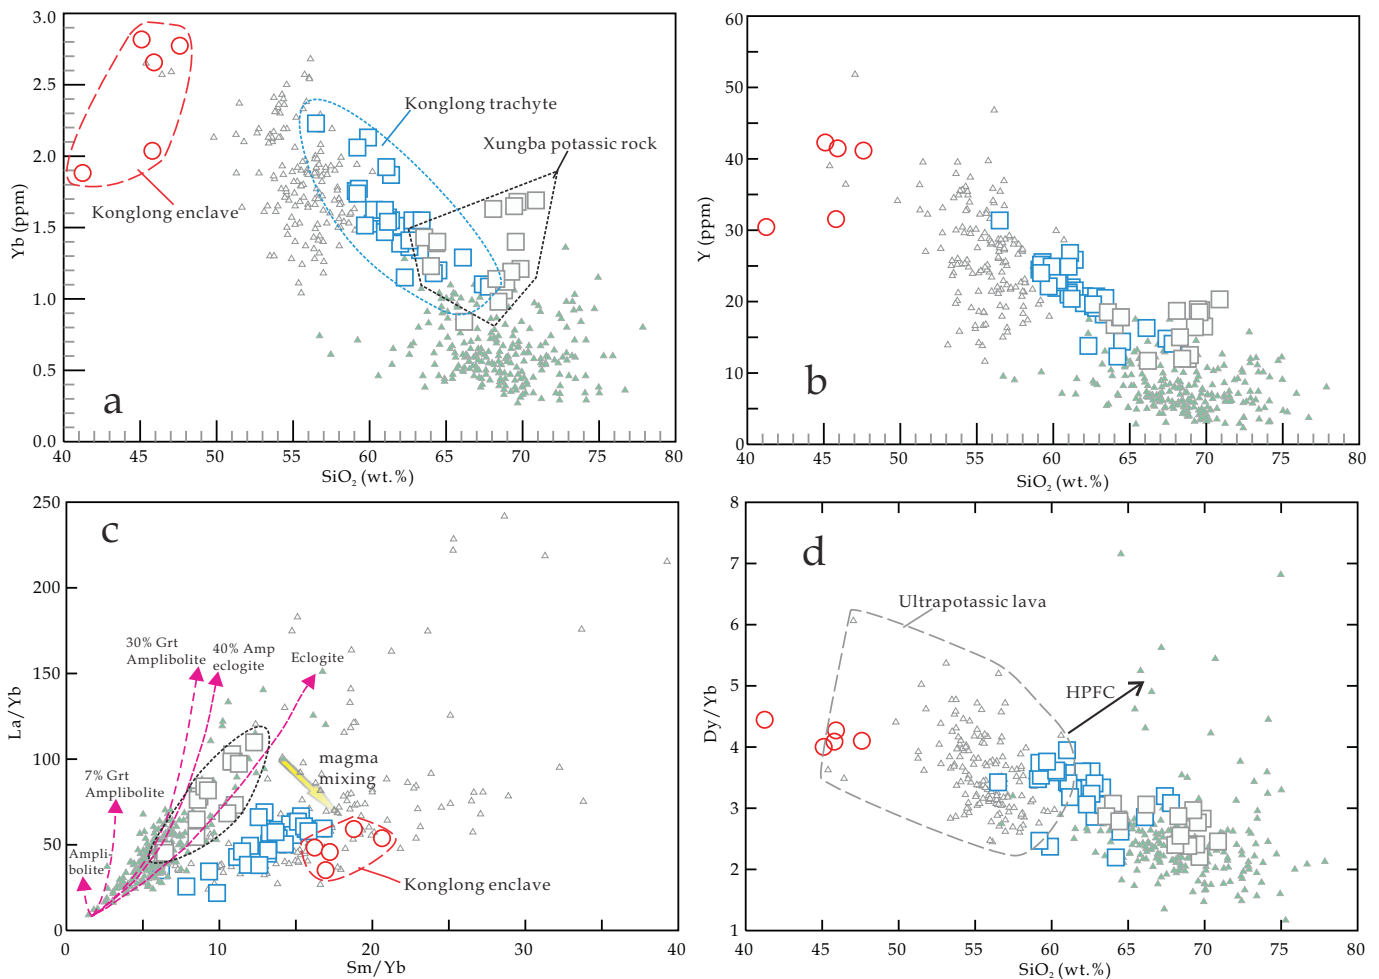 3.0
2.5
2.0
1.5
1.0
0.5
0.0
Yb (ppm)
Konglong trachyte
Xungba potassic rock
Konglong enclave
a
40 45 50 55 60 65 70 75 80
SiO₂ (wt.%)
60
50
40
30
20
10
0
Y (ppm)
b
40 45 50 55 60 65 70 75 80
SiO₂ (wt.%)
250
200
150
100
50
0
La/Yb
c
30% Grt
Amplibolite
40% Amp
eclogite
Eclogite
7% Grt
Amplibolite
Ampli-
bolite
magma
mixing
Konglong enclave
0 10 20 30 40
Sm/Yb
8
7
6
5
4
3
2
1
Dy/Yb
d
Ultrapotassic lava
HPFC
40 45 50 55 60 65 70 75 80
SiO₂ (wt.%)